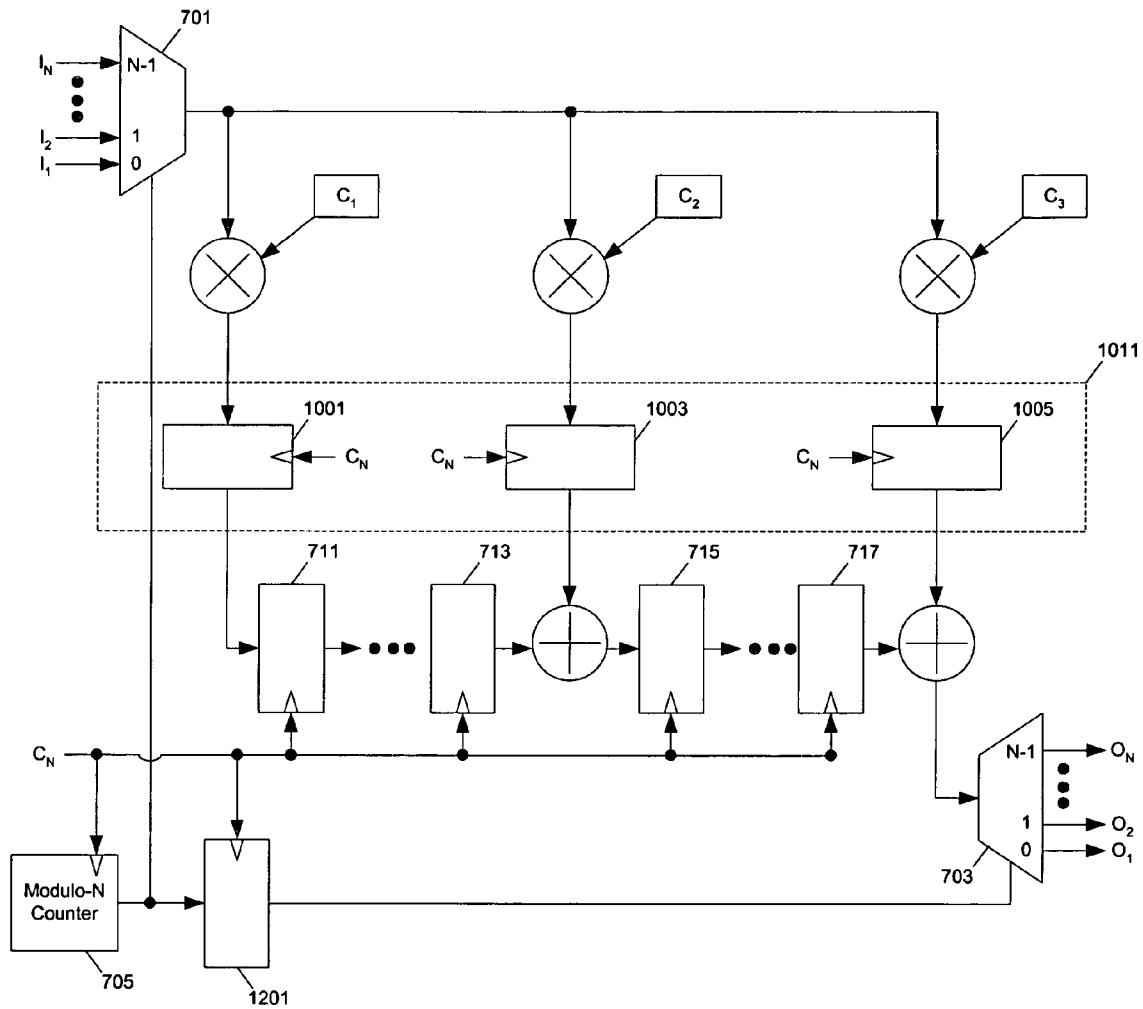 701
I_N
N-1
I_2
1
I_1
0
C_1
C_2
C_3
1011
1001
1003
1005
C_N
C_N
C_N
711
713
715
717
C_N
N-1
O_N
1
O_2
0
O_1
703
Modulo-N
Counter
705
1201